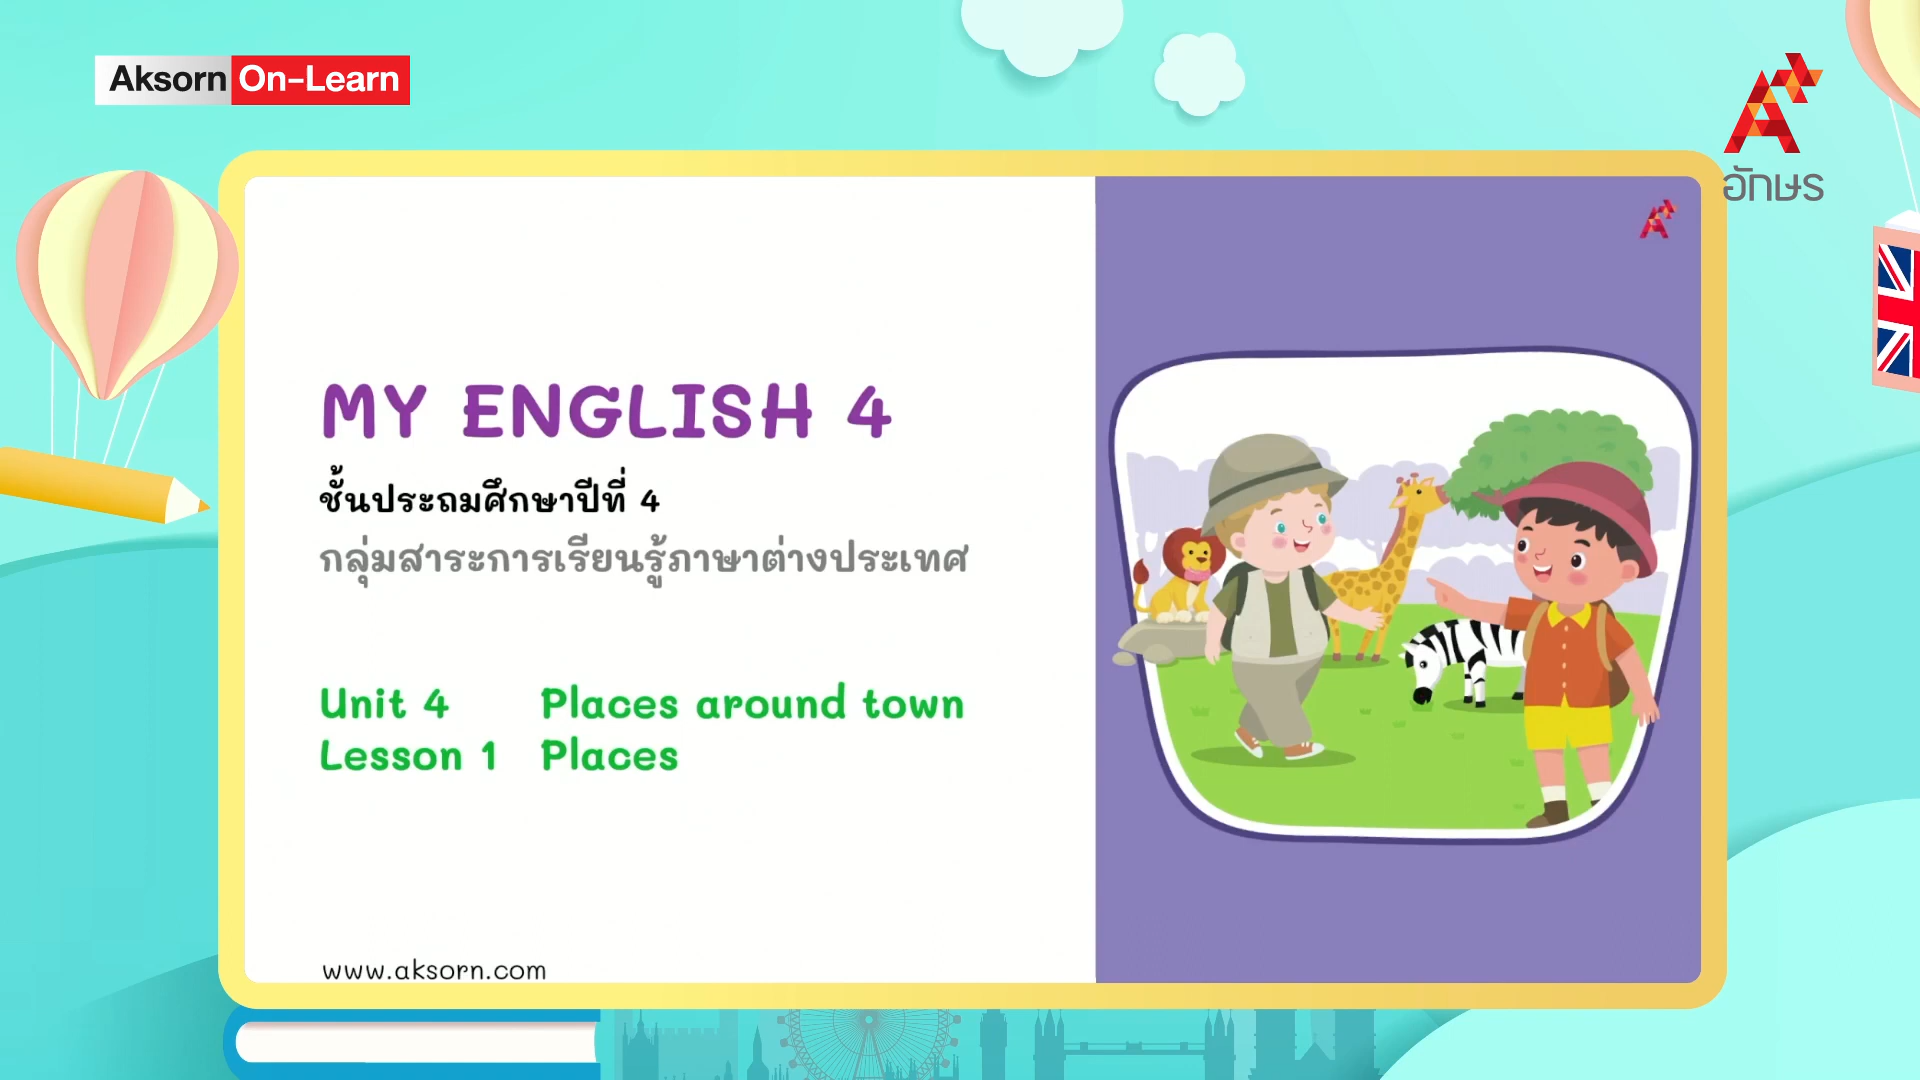 Aksorn On-Learn
อักษร
MY ENGLISH 4
ชั้นประถมศึกษาปีที่ 4
กลุ่มสาระการเรียนรู้ภาษาต่างประเทศ
Unit 4 Places around town
Lesson 1 Places
www.aksorn.com